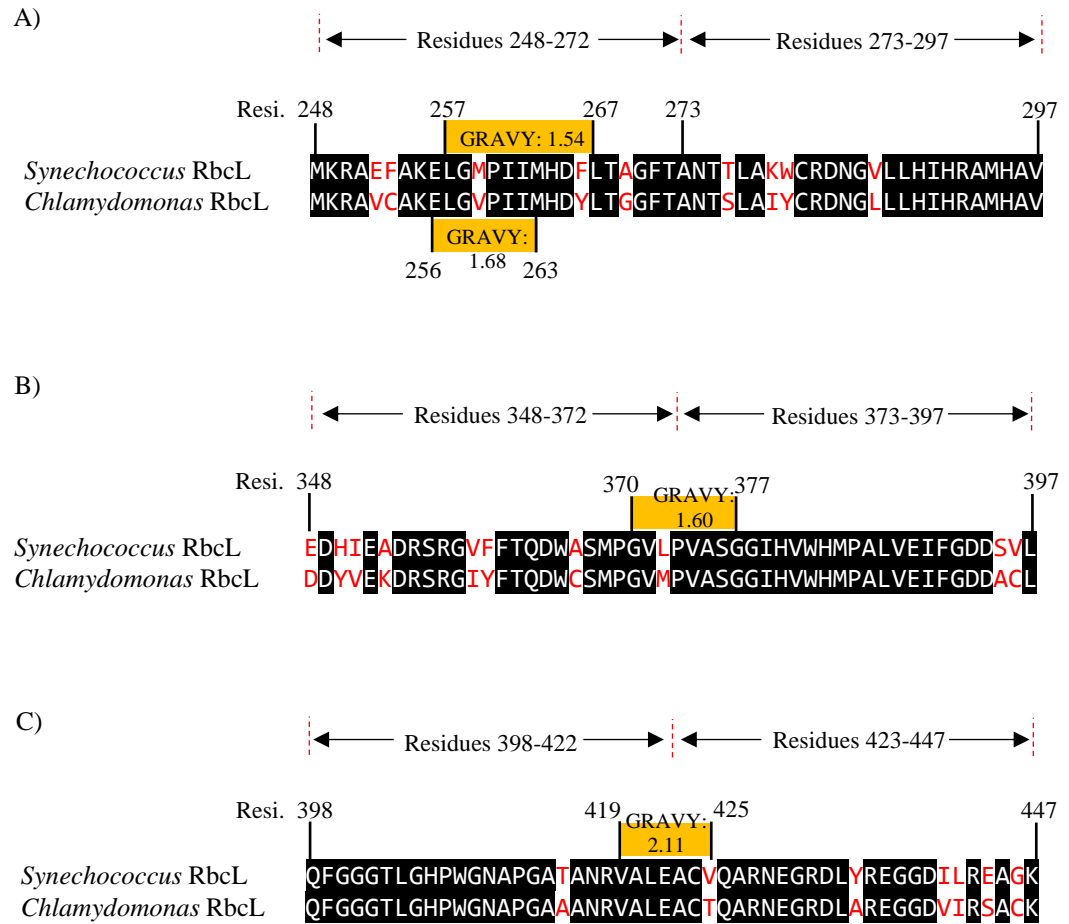 A)
Residues 248-272 Residues 273-297
Resi. 248 257 267 273 297
GRAVY: 1.54
Synechococcus RbcL MKRAEFAKELGMPIIMHDFLTAGFTANTTLAKWCRDNGVLLHIHRAMHAV
Chlamydomonas RbcL MKRAVCAKELGVPIIMHDYLTGGFTANTSLAIYCRDNGLLLHIHRAMHAV
GRAVY:
1.68
256 263
B)
Residues 348-372 Residues 373-397
Resi. 348 370 377 397
GRAVY:
1.60
Synechococcus RbcL EDHIEADRSRGVFFTQDWASMPGVLPVASGGIHVWHMPALVEIFGDDSVL
Chlamydomonas RbcL DDYVEKDRSRGIYFTQDWCSMPGVMPVASGGIHVWHMPALVEIFGDDACL
C)
Residues 398-422 Residues 423-447
Resi. 398 419 425 447
GRAVY:
2.11
Synechococcus RbcL QFGGGTLGHPWGNAPGATANRVALEACVQARNEGRDLYREGGDILREAGK
Chlamydomonas RbcL QFGGGTLGHPWGNAPGAAANRVALEACTQARNEGRDLAREGGDVIRSACK